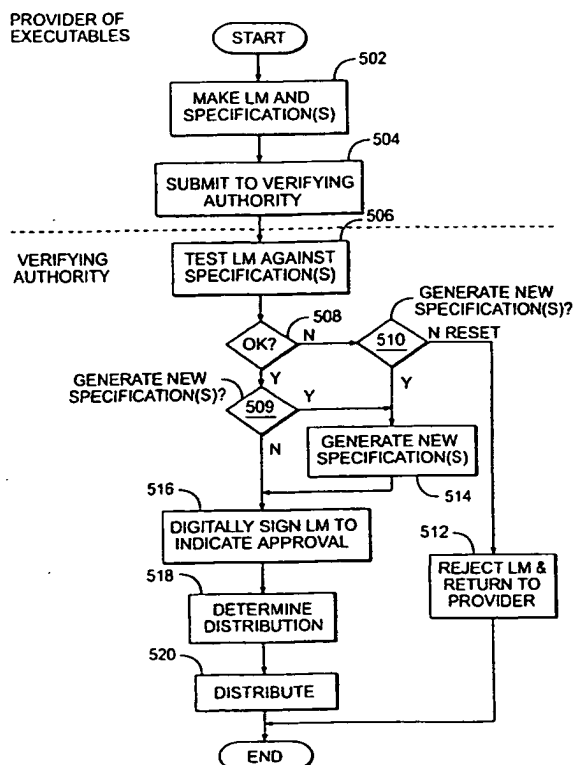 PROVIDER OF
EXECUTABLES
START
502
MAKE LM AND
SPECIFICATION(S)
504
SUBMIT TO VERIFYING
AUTHORITY
506
VERIFYING
AUTHORITY
TEST LM AGAINST
SPECIFICATION(S)
GENERATE NEW
SPECIFICATION(S)?
508
OK?
N
510
N RESET
Y
Y
GENERATE NEW
SPECIFICATION(S)?
509
Y
N
GENERATE NEW
SPECIFICATION(S)
514
516
DIGITALLY SIGN LM TO
INDICATE APPROVAL
512
REJECT LM &
RETURN TO
PROVIDER
518
DETERMINE
DISTRIBUTION
520
DISTRIBUTE
END